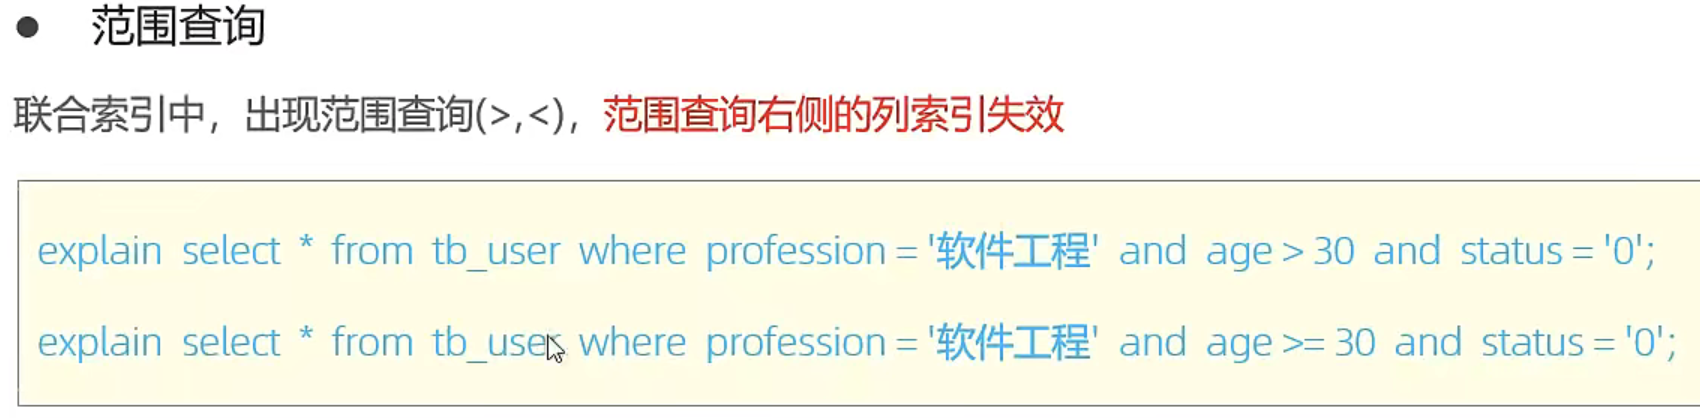 ● 范围查询
联合索引中，出现范围查询(>,<)，范围查询右侧的列索引失效
explain select * from tb_user where profession = '软件工程' and age > 30 and status = '0';
explain select * from tb_user where profession = '软件工程' and age >= 30 and status = '0';